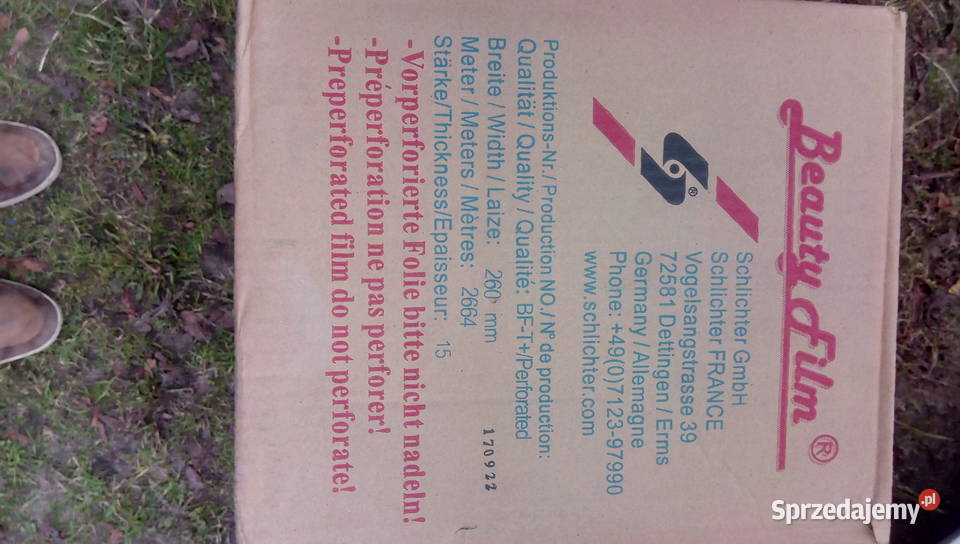 Beauty Film ®
®
Schlichter GmbH
Schlichter FRANCE
Vogelsangstrasse 39
72581 Dettingen / Erms
Germany / Allemagne
Phone: +49(0)7123-97990
www.schlichter.com
Produktions-Nr./ Production NO./ N° de production:
Qualität / Quality / Qualité: BF-T+/Perforated
Breite / Width / Laize: 260 mm
170922
Meter / Meters / Mètres: 2664
Stärke/Thickness/Epaisseur: 15
-Vorperforierte Folie bitte nicht nadeln!
-Préperforation ne pas perforer!
-Preperforated film do not perforate!
Sprzedajemy.pl